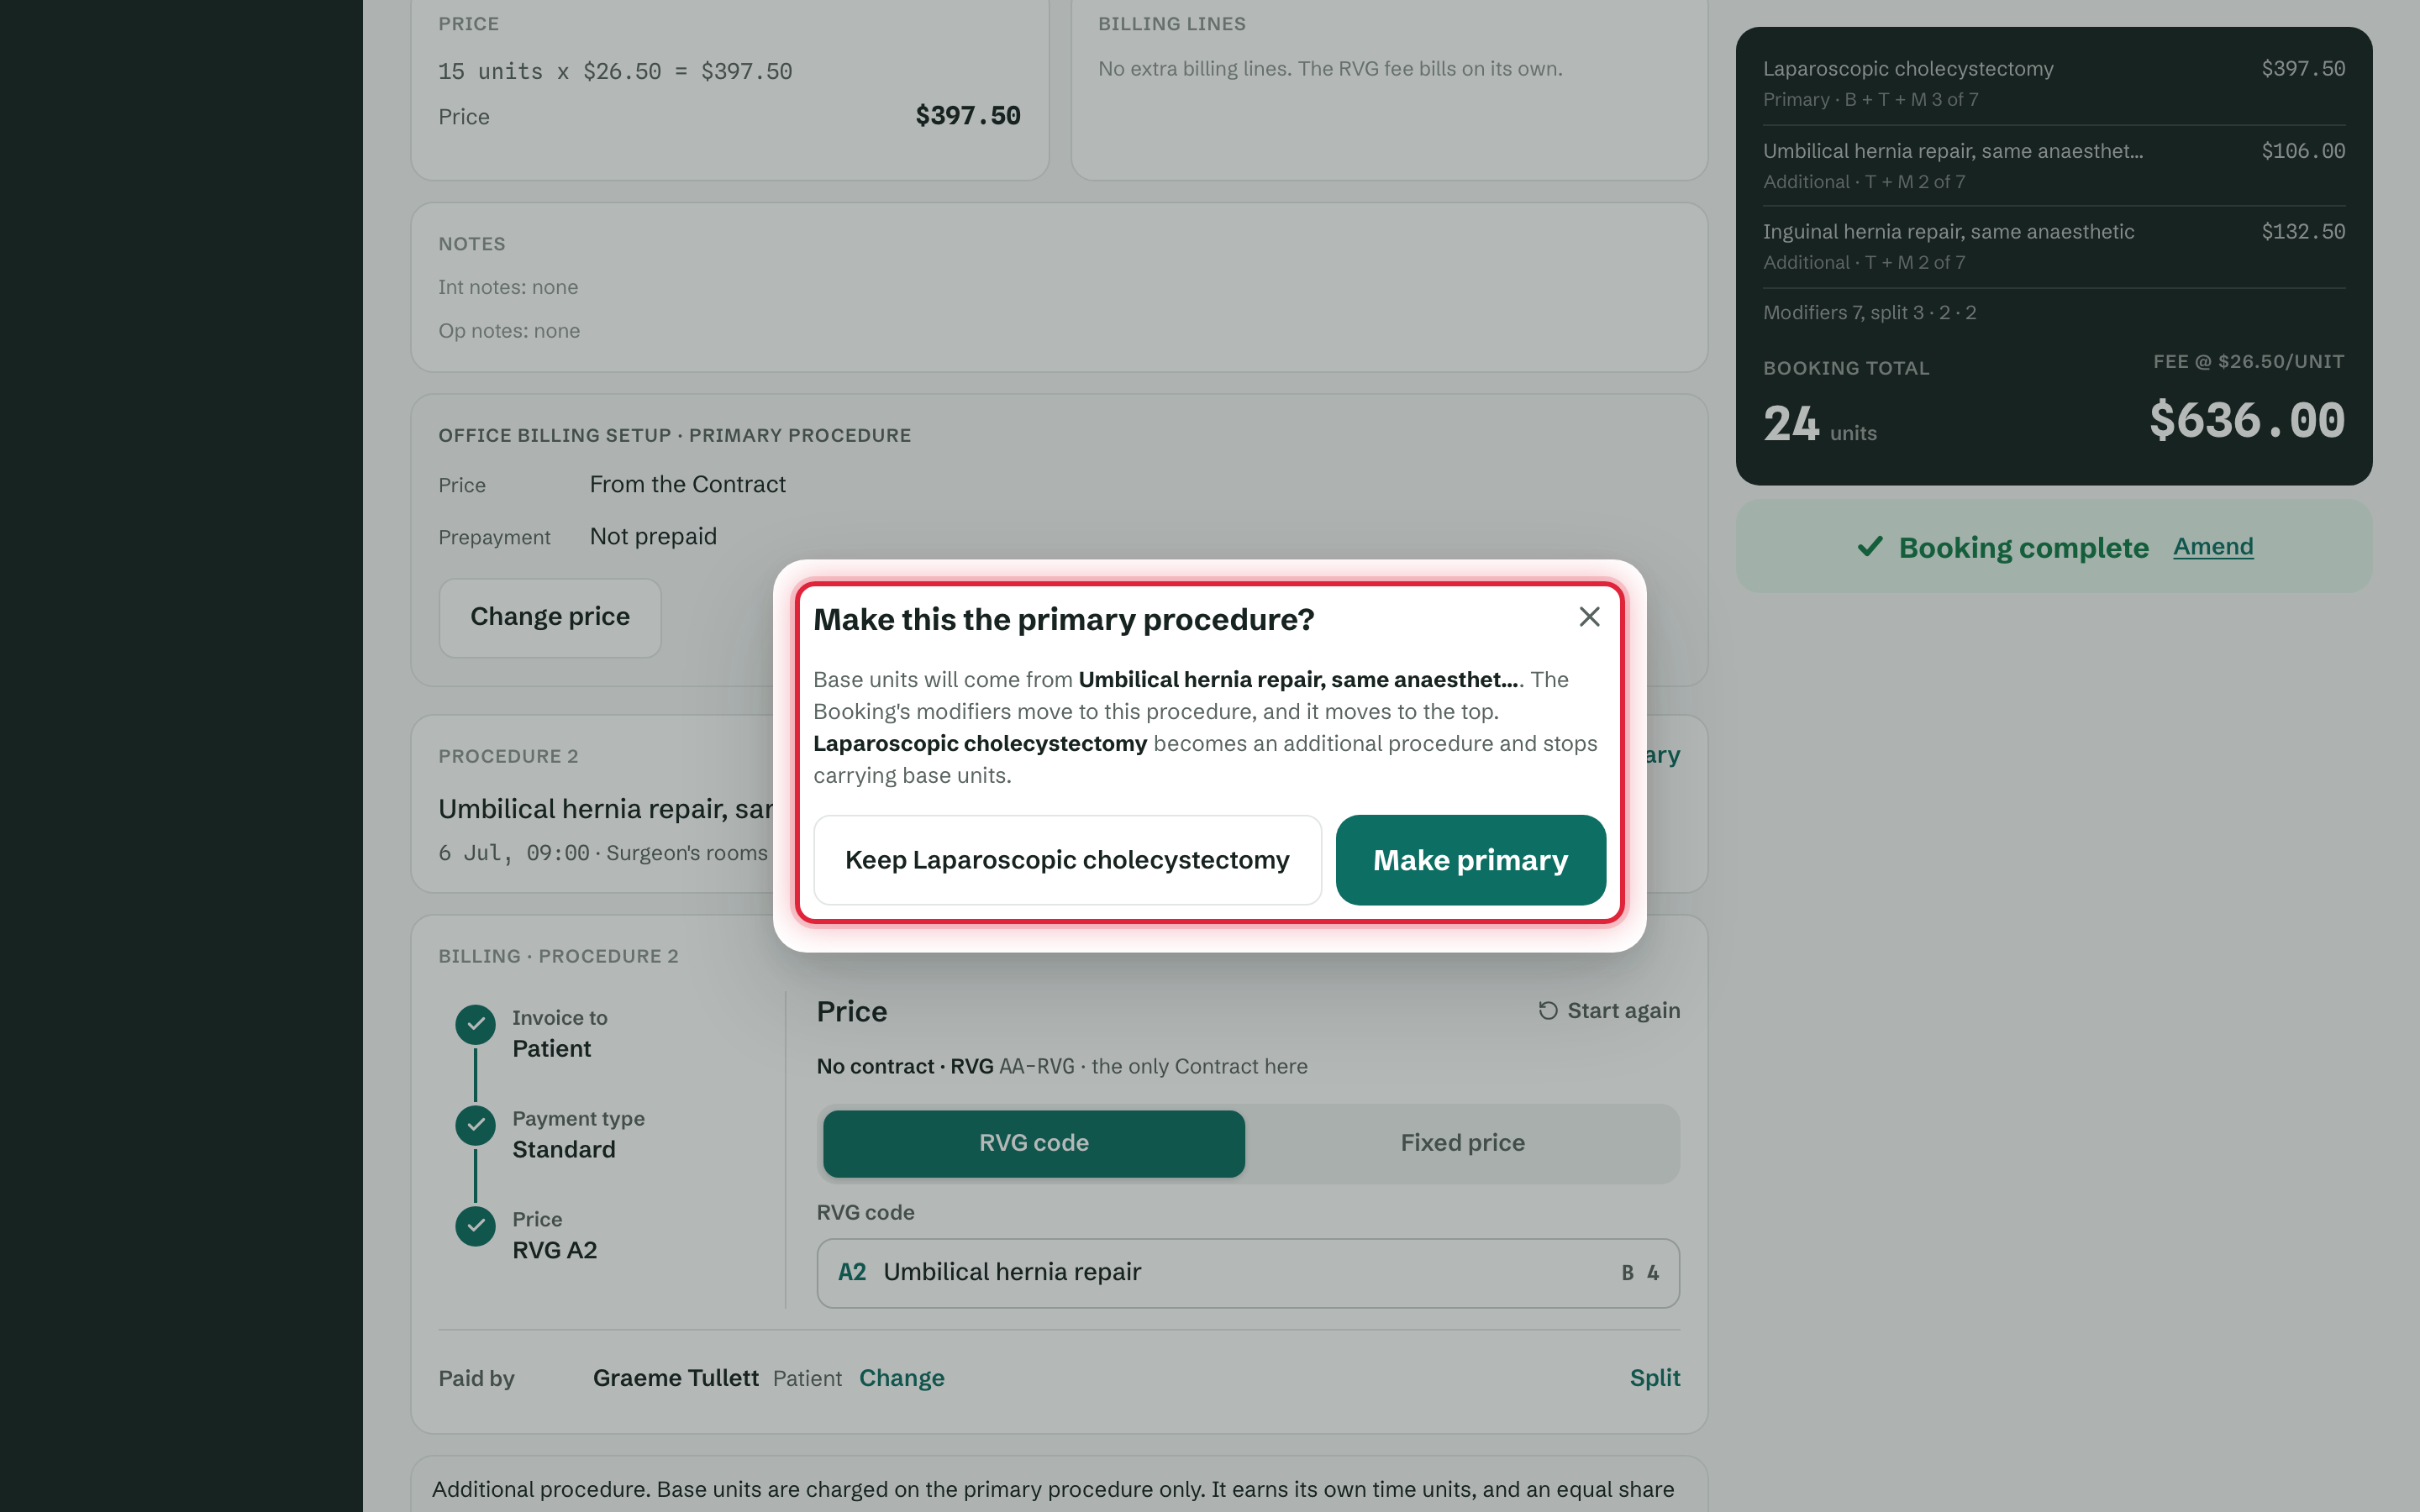 PRICE
15 units x $26.50 = $397.50
Price $397.50
BILLING LINES
No extra billing lines. The RVG fee bills on its own.
NOTES
Int notes: none
Op notes: none
OFFICE BILLING SETUP · PRIMARY PROCEDURE
Price From the Contract
Prepayment Not prepaid
Change price
Make this the primary procedure?
Base units will come from Umbilical hernia repair, same anaesthet.... The
Booking's modifiers move to this procedure, and it moves to the top.
Laparoscopic cholecystectomy becomes an additional procedure and stops
carrying base units.
Keep Laparoscopic cholecystectomy
Make primary
PROCEDURE 2
Umbilical hernia repair,
6 Jul, 09:00 · Surgeon's rooms
BILLING · PROCEDURE 2
Invoice to
Patient
Payment type
Standard
Price
RVG A2
Price
Start again
No contract · RVG AA-RVG · the only Contract here
RVG code
Fixed price
RVG code
A2 Umbilical hernia repair B 4
Paid by Graeme Tullett Patient Change Split
Additional procedure. Base units are charged on the primary procedure only. It earns its own time units, and an equal share
Laparoscopic cholecystectomy $397.50
Primary · B + T + M 3 of 7
Umbilical hernia repair, same anaesthet... $106.00
Additional · T + M 2 of 7
Inguinal hernia repair, same anaesthetic $132.50
Additional · T + M 2 of 7
Modifiers 7, split 3 · 2 · 2
BOOKING TOTAL FEE @ $26.50/UNIT
24 units $636.00
Booking complete Amend